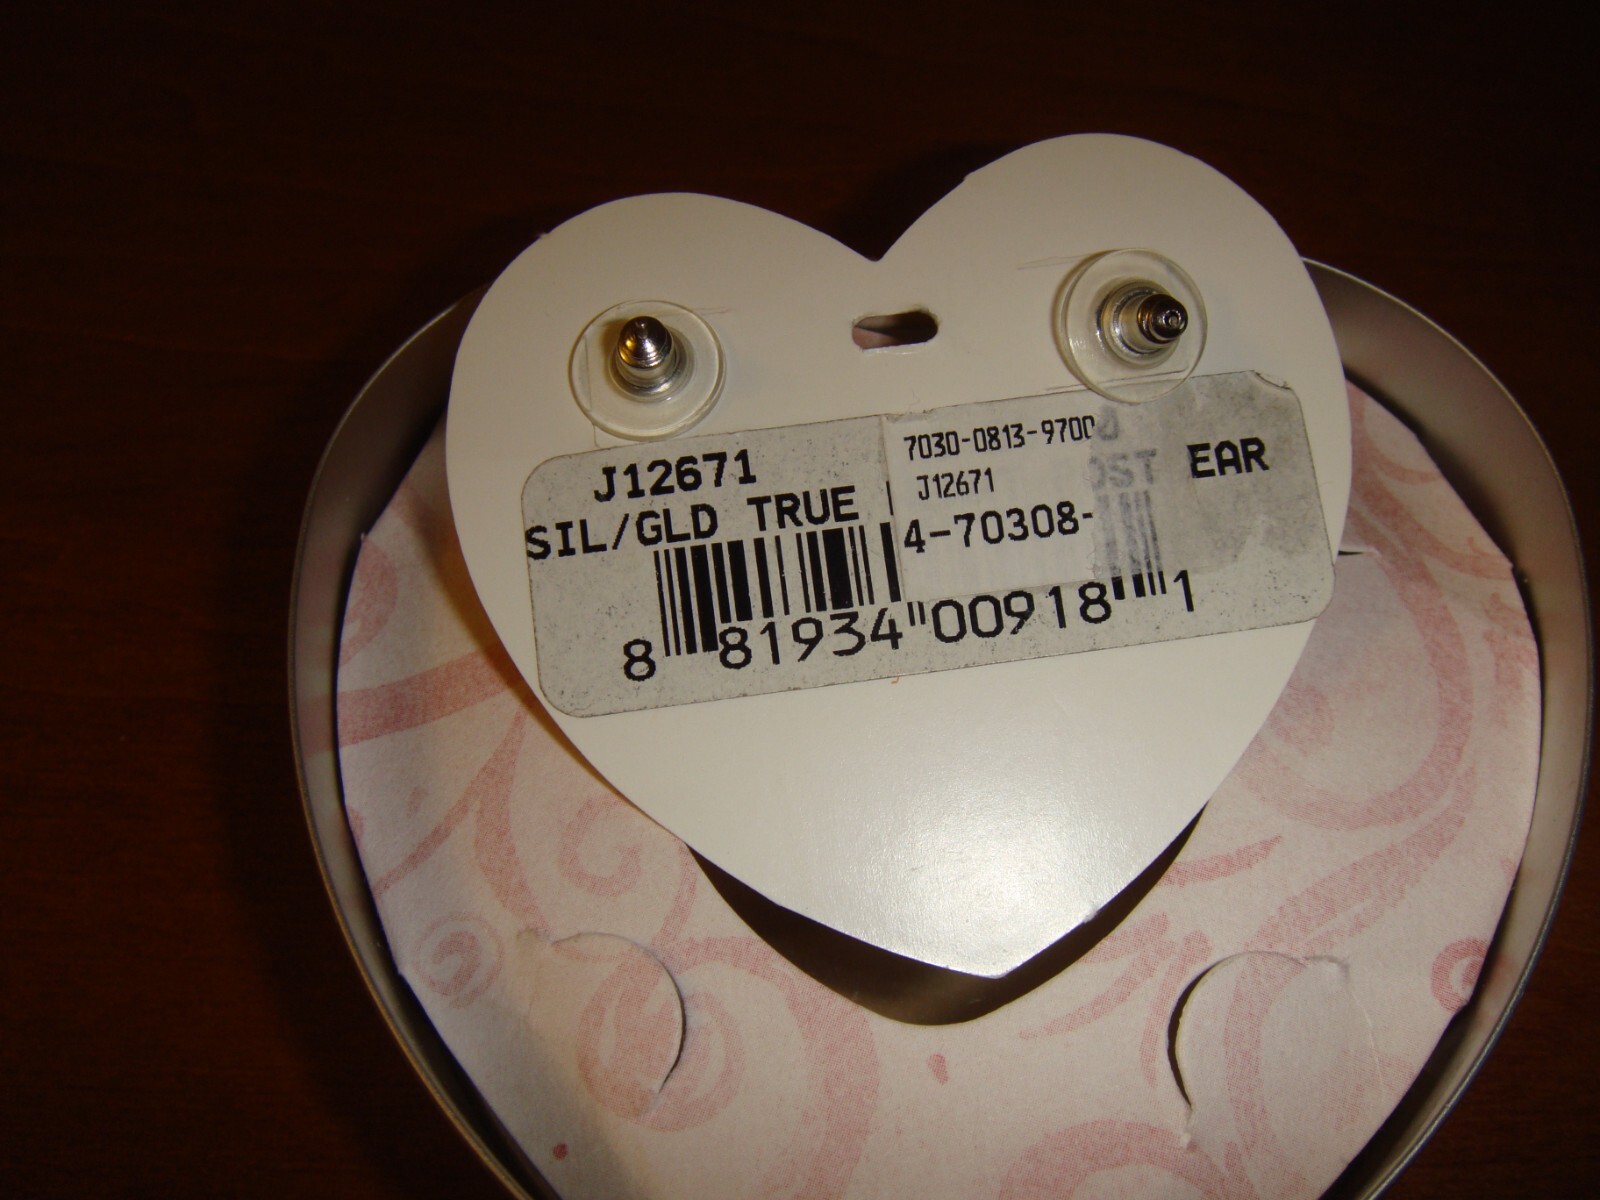 J12671
SIL/GLD TRUE EAR
7030-0813-9700
J12671
4-70308-
8 81934 00918 1